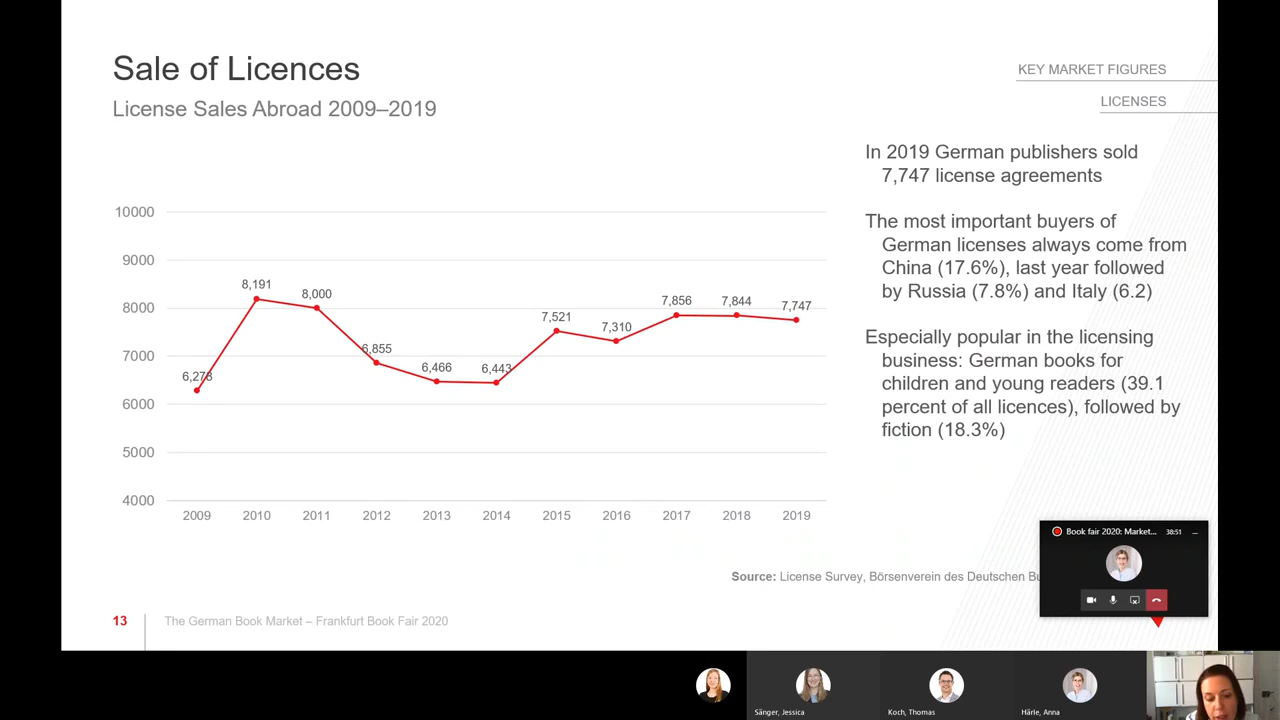 Sale of Licences
License Sales Abroad 2009–2019
KEY MARKET FIGURES
LICENSES
In 2019 German publishers sold
7,747 license agreements
The most important buyers of
German licenses always come from
China (17.6%), last year followed
by Russia (7.8%) and Italy (6.2)
Especially popular in the licensing
business: German books for
children and young readers (39.1
percent of all licences), followed by
fiction (18.3%)
10000
9000
8000
7000
6000
5000
4000
6,278
8,191
8,000
6,855
6,466
6,443
7,521
7,310
7,856
7,844
7,747
2009 2010 2011 2012 2013 2014 2015 2016 2017 2018 2019
Book fair 2020: Market... 38:51
Source: License Survey, Börsenverein des Deutschen
13 The German Book Market – Frankfurt Book Fair 2020
Sänger, Jessica
Koch, Thomas
Härle, Anna